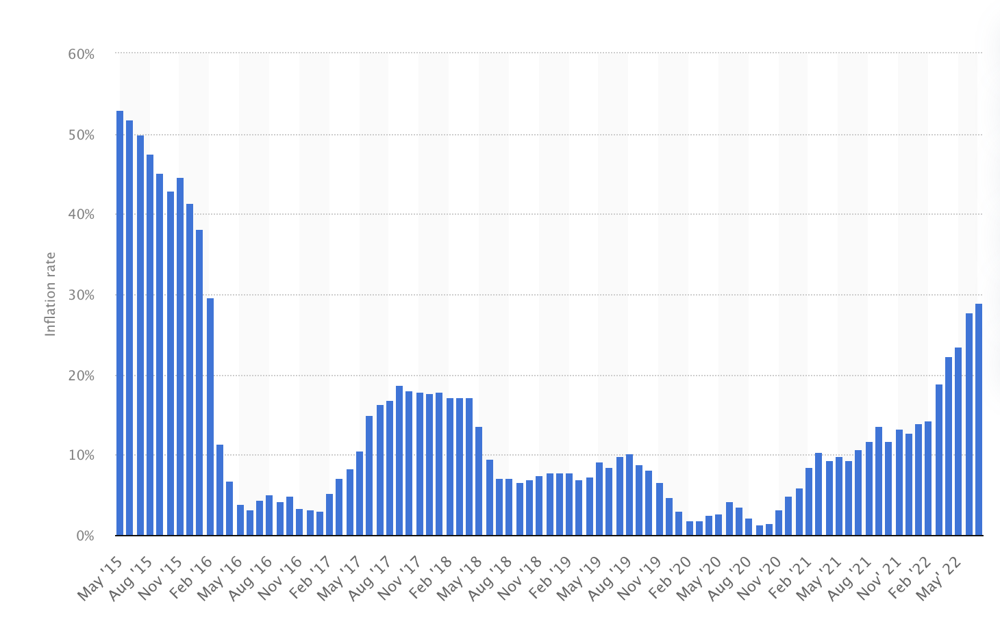 60%
50%
40%
30%
20%
10%
0%
Inflation rate
May '15
Aug '15
Nov '15
Feb '16
May '16
Aug '16
Nov '16
Feb '17
May '17
Aug '17
Nov '17
Feb '18
May '18
Aug '18
Nov '18
Feb '19
May '19
Aug '19
Nov '19
Feb '20
May '20
Aug '20
Nov '20
Feb '21
May '21
Aug '21
Nov' 21
Feb '22
May' 22